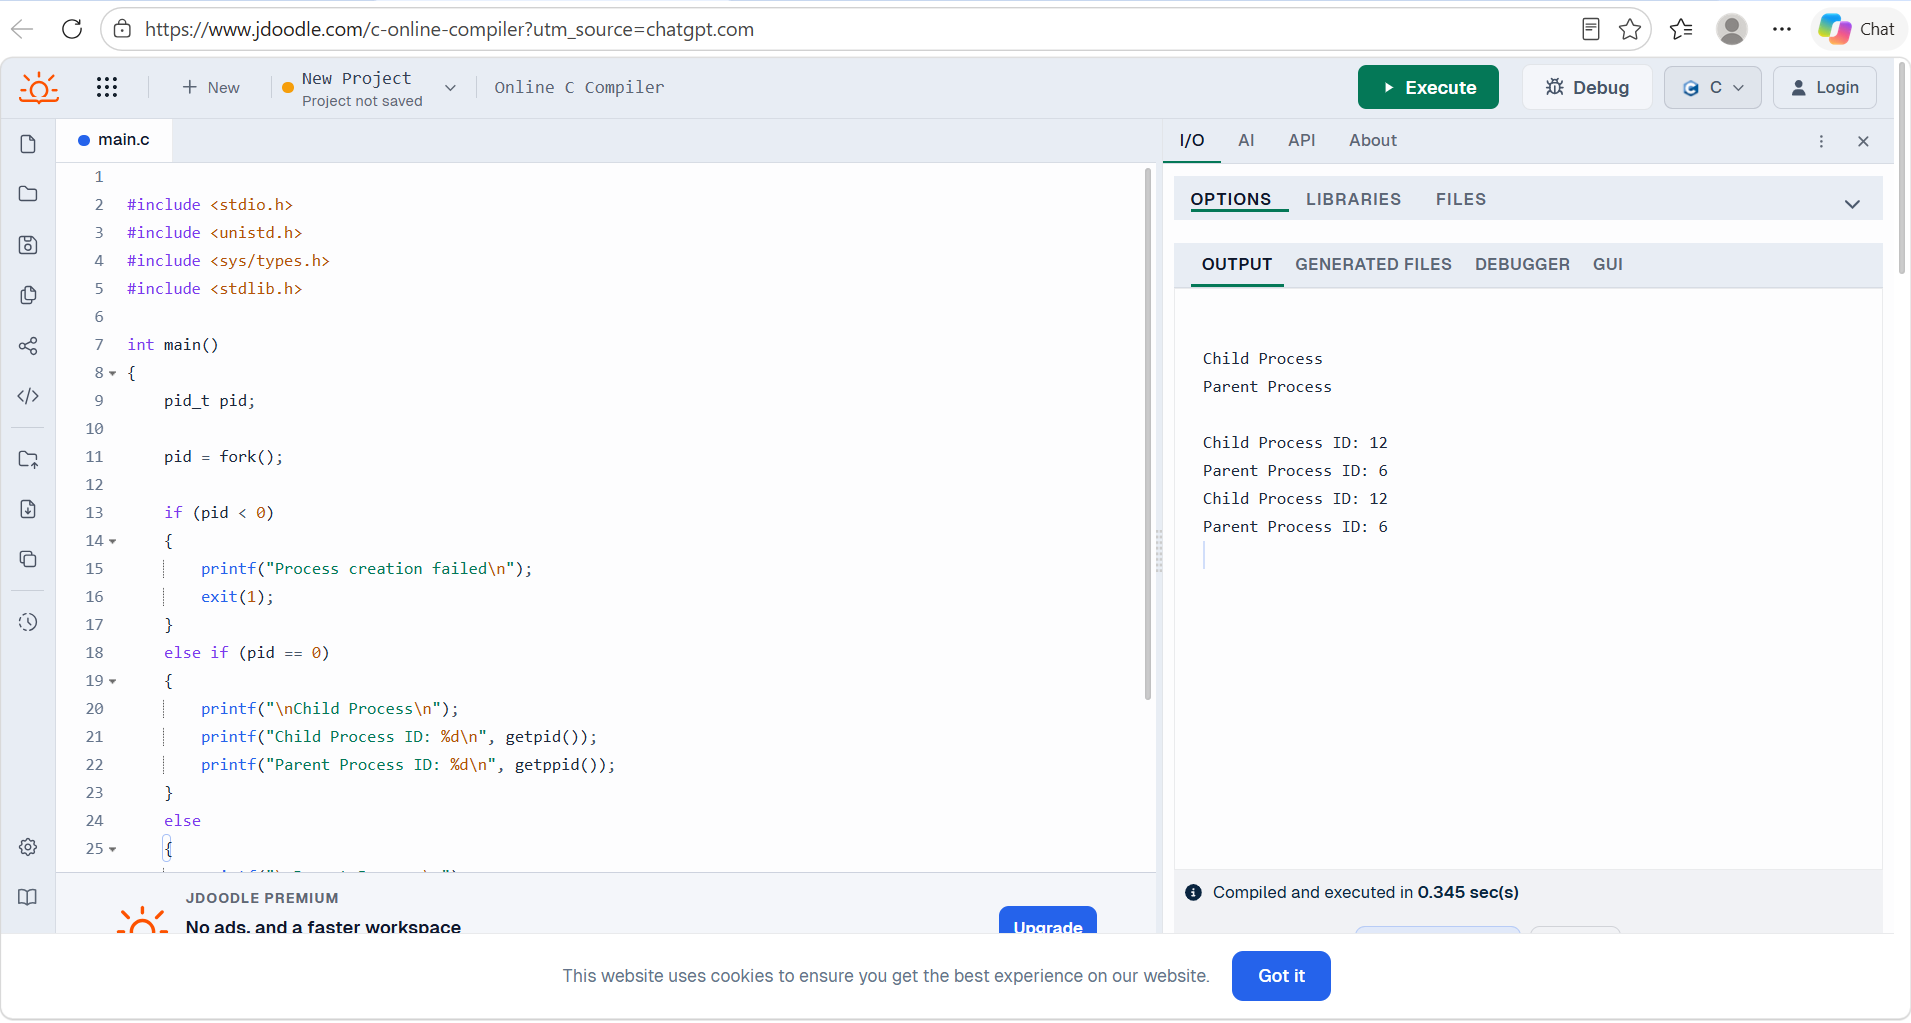 https://www.jdoodle.com/c-online-compiler?utm_source=chatgpt.com
Chat
New
New Project
Project not saved
Online C Compiler
Execute
Debug
C
Login
main.c
1
2 #include <stdio.h>
3 #include <unistd.h>
4 #include <sys/types.h>
5 #include <stdlib.h>
6
7 int main()
8 {
9 pid_t pid;
10
11 pid = fork();
12
13 if (pid < 0)
14 {
15 printf("Process creation failed\n");
16 exit(1);
17 }
18 else if (pid == 0)
19 {
20 printf("\nChild Process\n");
21 printf("Child Process ID: %d\n", getpid());
22 printf("Parent Process ID: %d\n", getppid());
23 }
24 else
25 {
JDOODLE PREMIUM
No ads, and a faster workspace
Upgrade
I/O AI API About
OPTIONS LIBRARIES FILES
OUTPUT GENERATED FILES DEBUGGER GUI
Child Process
Parent Process
Child Process ID: 12
Parent Process ID: 6
Child Process ID: 12
Parent Process ID: 6
Compiled and executed in 0.345 sec(s)
This website uses cookies to ensure you get the best experience on our website.
Got it